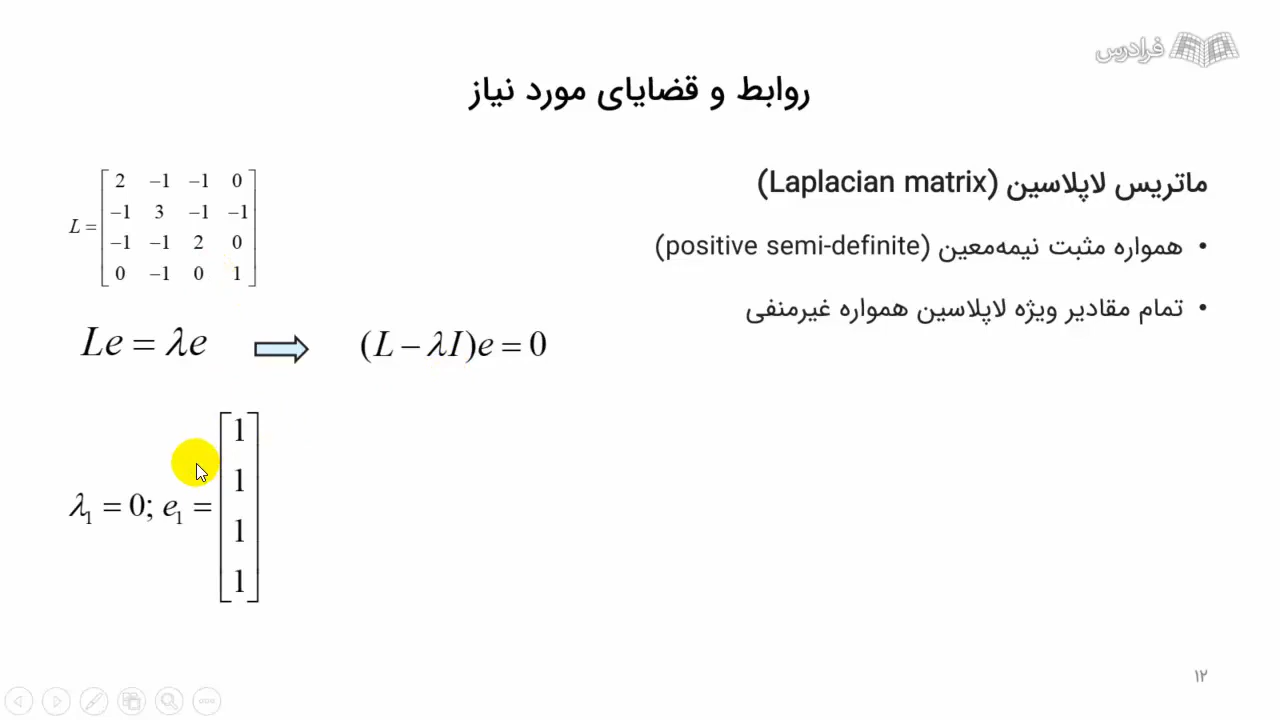 فرادرس
روابط و قضایای مورد نیاز
ماتریس لاپلاسین (Laplacian matrix)
• همواره مثبت نیمه‌معین (positive semi-definite)
• تمام مقادیر ویژه لاپلاسین همواره غیرمنفی
L =
2 −1 −1 0
−1 3 −1 −1
−1 −1 2 0
0 −1 0 1
Le = λe
(L − λI)e = 0
λ₁ = 0; e₁ =
1
1
1
1
۱۲